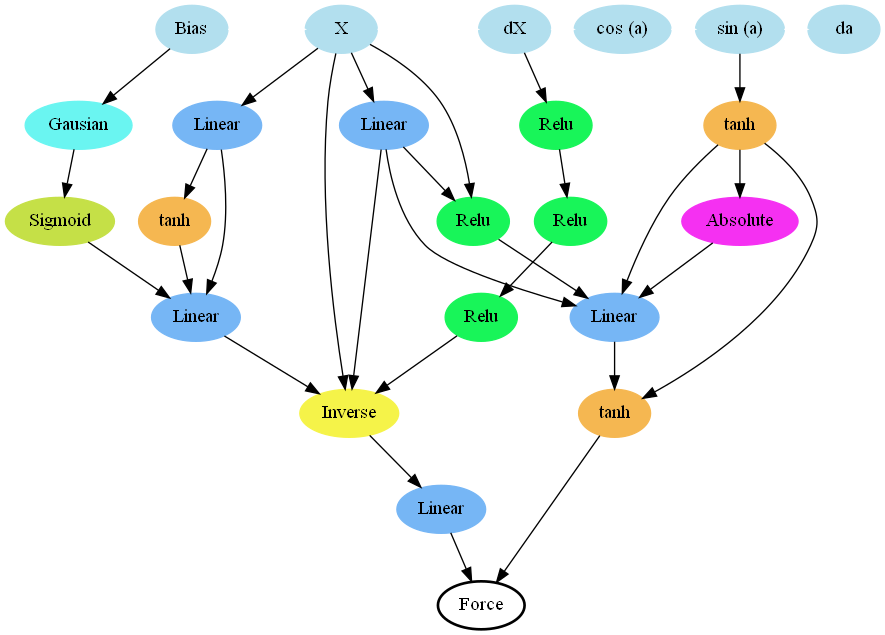 Bias
X
dX
cos (a)
sin (a)
da
Gausian
Linear
Linear
Relu
tanh
Sigmoid
tanh
Relu
Relu
Absolute
Linear
Relu
Linear
Inverse
tanh
Linear
Force